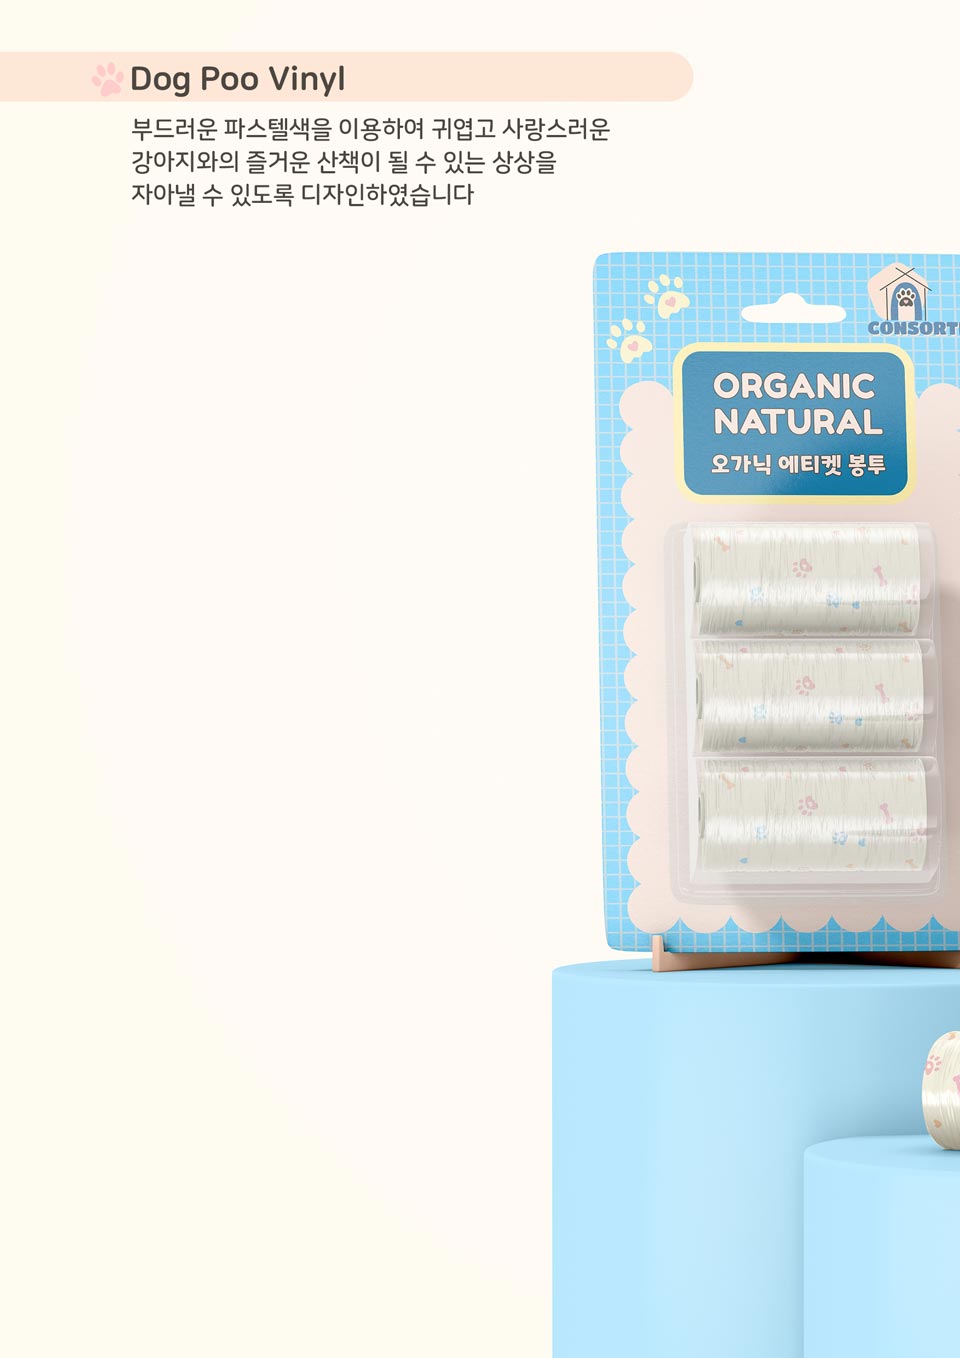 Dog Poo Vinyl
부드러운 파스텔색을 이용하여 귀엽고 사랑스러운
강아지와의 즐거운 산책이 될 수 있는 상상을
자아낼 수 있도록 디자인하였습니다
ORGANIC
NATURAL
오가닉 에티켓 봉투